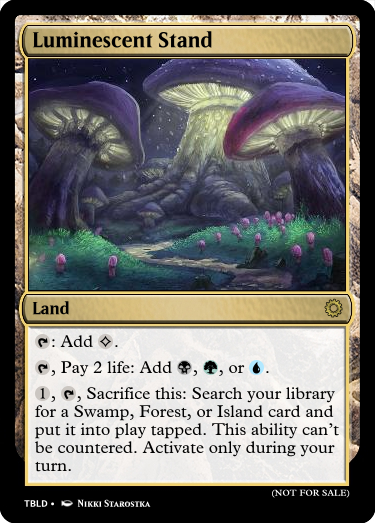 Luminescent Stand
Land
: Add .
, Pay 2 life: Add , , or .
1, , Sacrifice this: Search your library
for a Swamp, Forest, or Island card and
put it into play tapped. This ability can't
be countered. Activate only during your
turn.
(NOT FOR SALE)
TBLD • Nikki Starostka